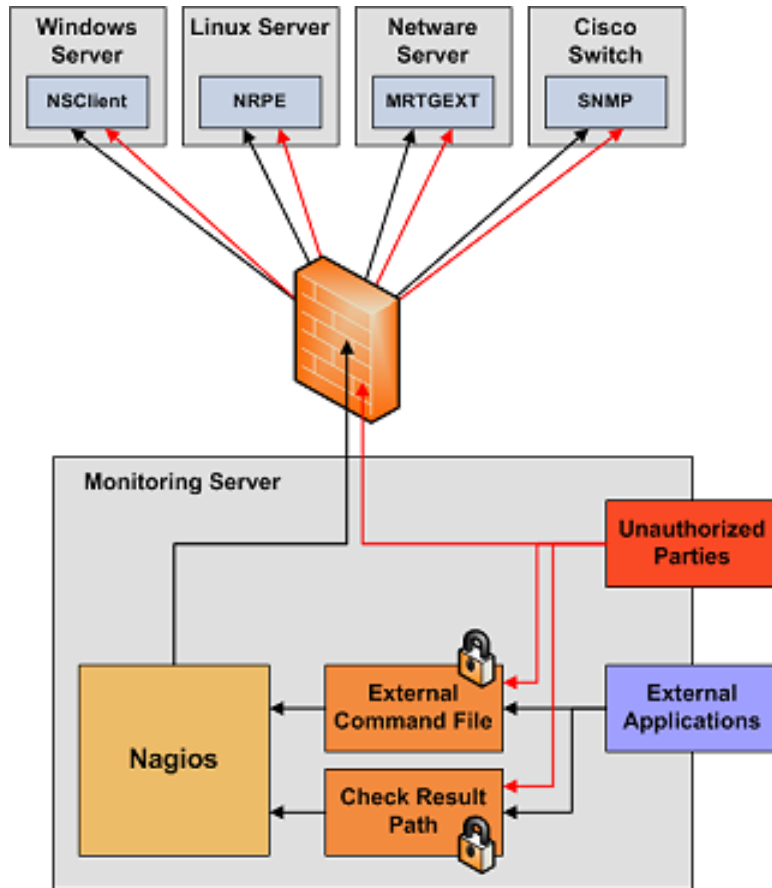 Windows
Server
NSClient
Linux Server
NRPE
Netware
Server
MRTGEXT
Cisco
Switch
SNMP
Monitoring Server
Unauthorized
Parties
External
Command File
External
Applications
Nagios
Check Result
Path